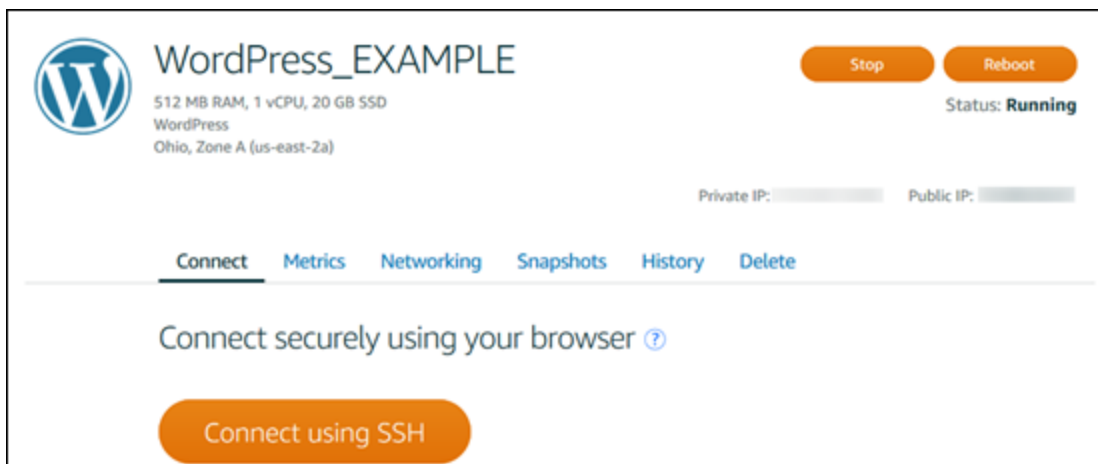 WordPress_EXAMPLE
512 MB RAM, 1 vCPU, 20 GB SSD
WordPress
Ohio, Zone A (us-east-2a)
Stop Reboot
Status: Running
Private IP: Public IP:
Connect Metrics Networking Snapshots History Delete
Connect securely using your browser ?
Connect using SSH